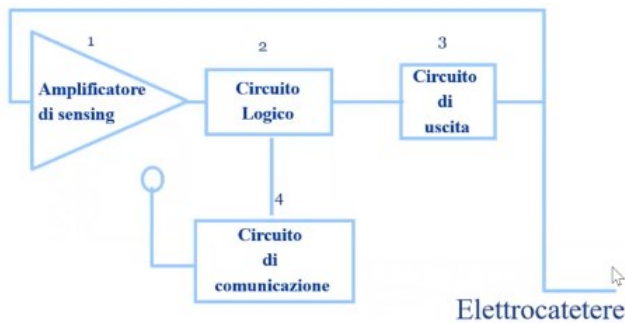 1
Amplificatore
di sensing
2
Circuito
Logico
3
Circuito
di
uscita
4
Circuito
di
comunicazione
Elettrocatetere